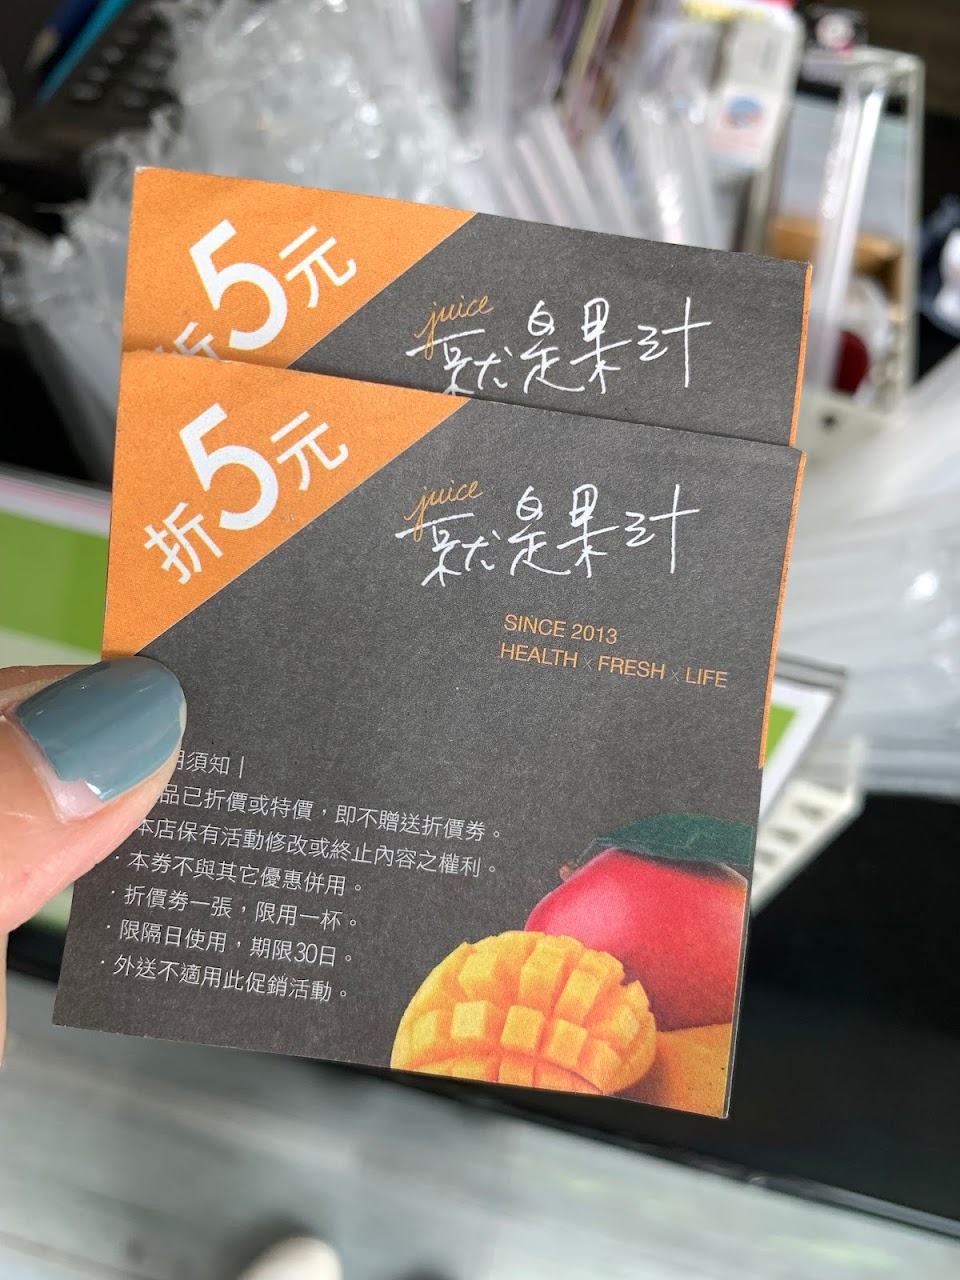 5元
juice
就是果汁
折5元
juice
就是果汁
SINCE 2013
HEALTH x FRESH x LIFE
用須知 |
品已折價或特價，即不贈送折價券。
本店保有活動修改或終止內容之權利。
· 本券不與其它優惠併用。
· 折價券一張，限用一杯。
· 限隔日使用，期限30日。
· 外送不適用此促銷活動。